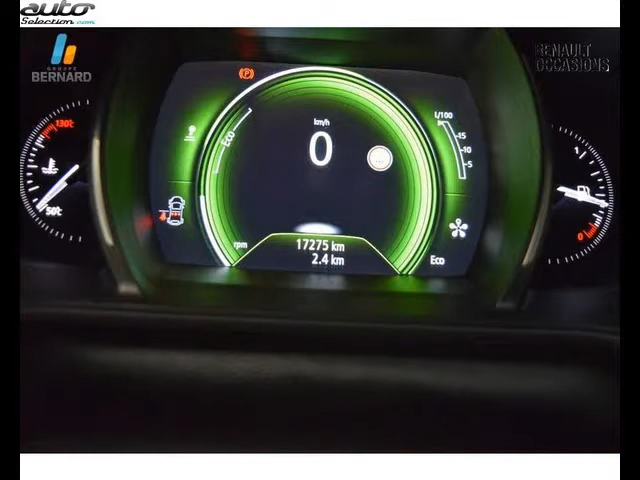 auto
Selection.com
GROUPE
BERNARD
RENAULT
OCCASIONS
130°C
50°C
Eco
km/h
0
L/100
15
10
5
rpm
17275 km
2.4 km
Eco
1
0